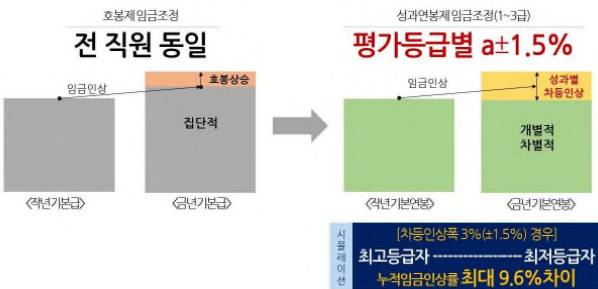 호봉제 임금조정
전 직원 동일
임금인상
호봉상승
집단적
<작년기본급>
<금년기본급>
성과연봉제 임금조정(1~3급)
평가등급별 a±1.5%
임금인상
성과별
차등인상
개별적
차별적
<작년기본연봉>
<금년기본연봉>
시뮬레이션
[차등인상폭 3%(±1.5%) 경우]
최고등급자 ------------------ 최저등급자
누적임금인상률 최대 9.6%차이